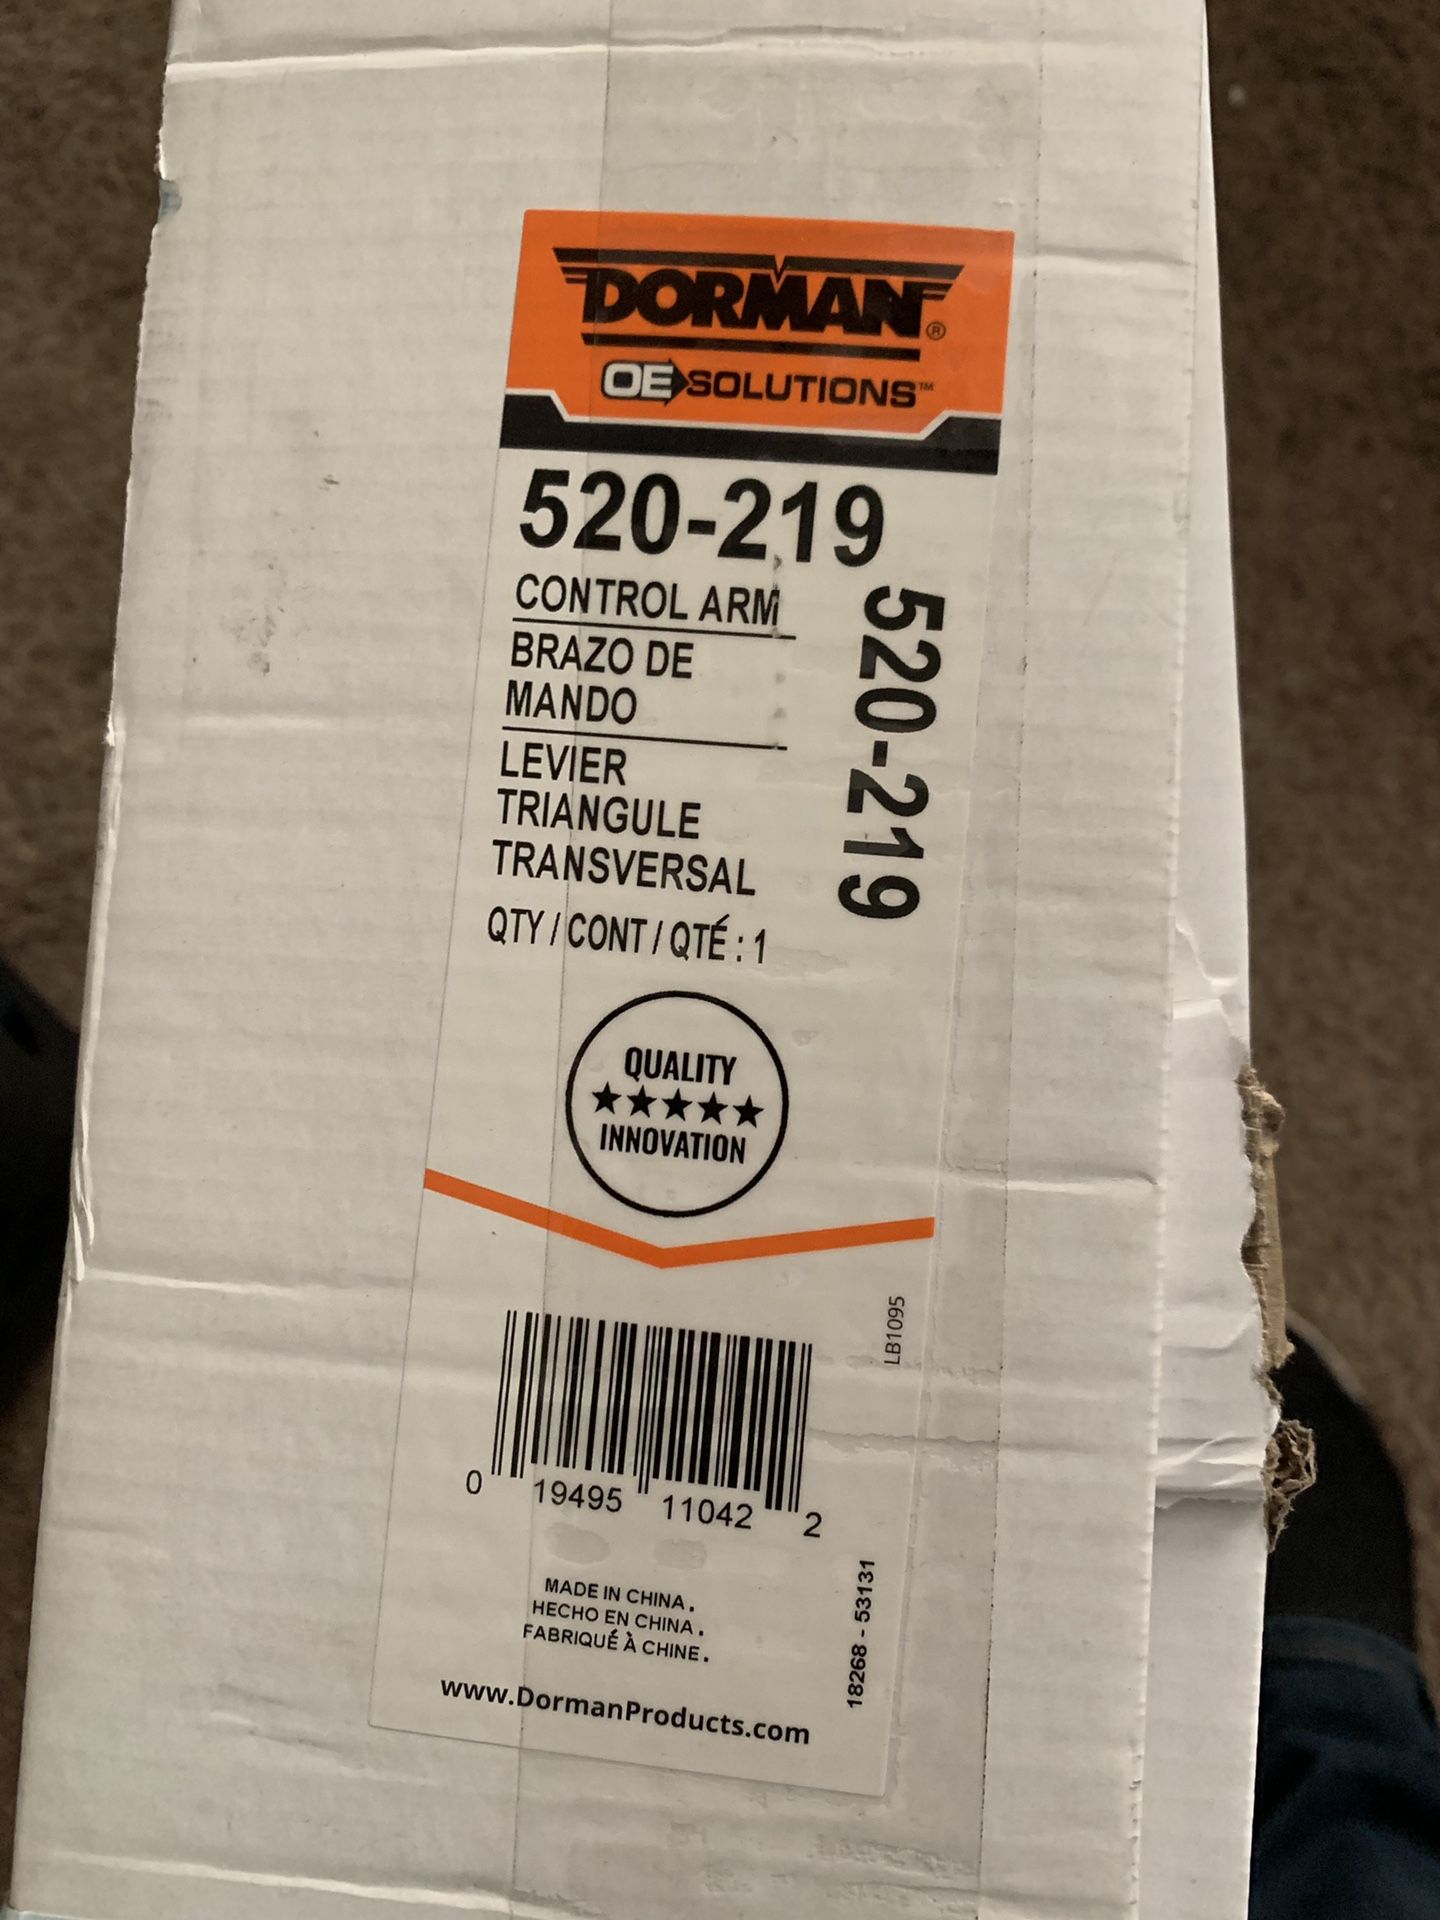 DORMAN®
OE SOLUTIONS™
520-219
CONTROL ARM
BRAZO DE
MANDO
LEVIER
TRIANGULE
TRANSVERSAL
QTY / CONT / QTÉ : 1
520-219
QUALITY
★★★★★
INNOVATION
LB1095
0 19495 11042 2
MADE IN CHINA.
HECHO EN CHINA.
FABRIQUÉ À CHINE.
18268 - 53131
www.DormanProducts.com